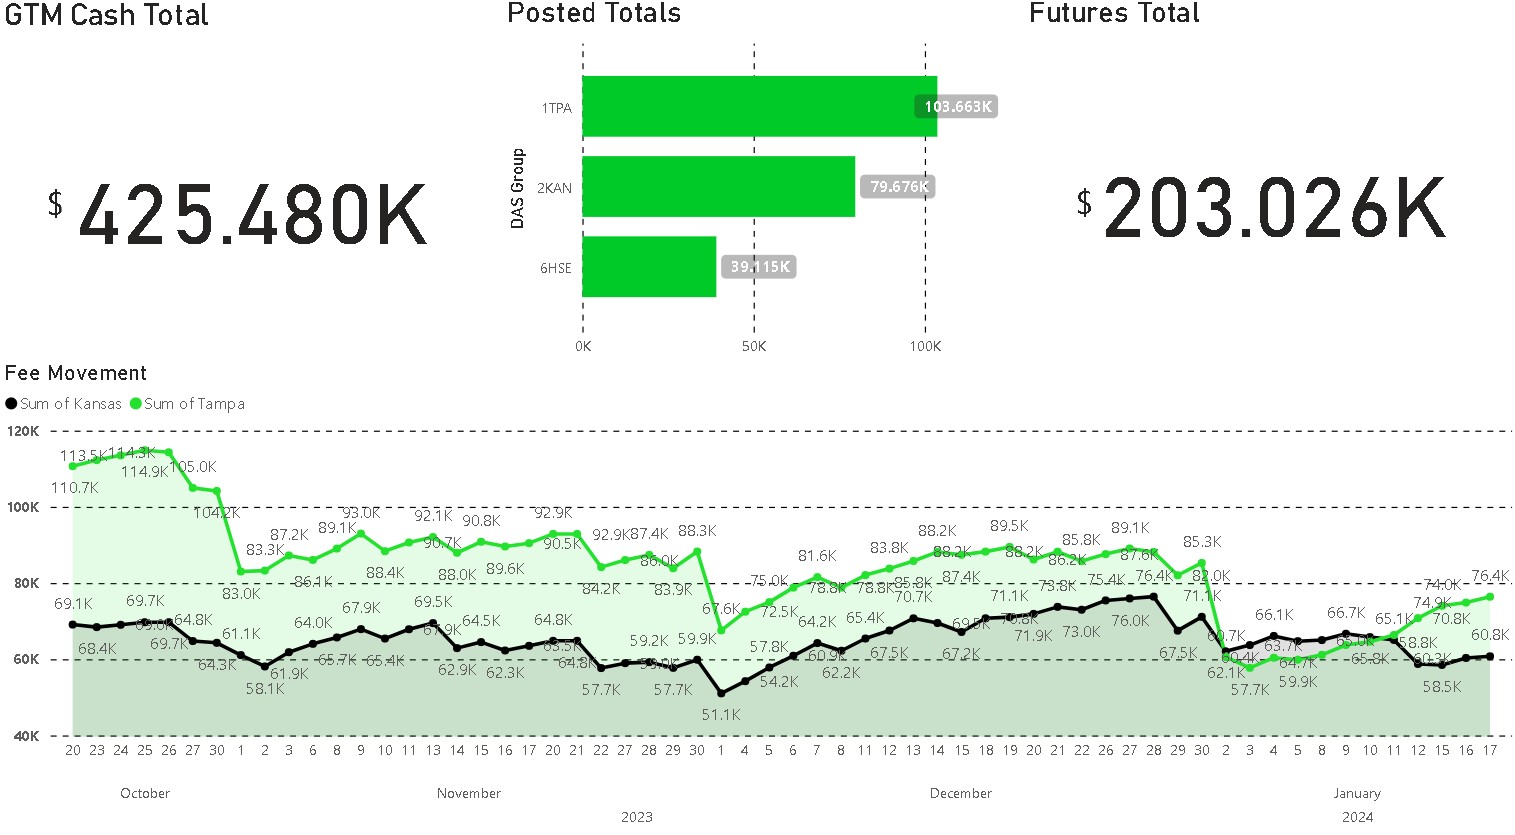 GTM Cash Total
Posted Totals
Futures Total
$ 425.480K
DAS Group
1TPA 103.663K
2KAN 79.676K
6HSE 39.115K
0K 50K 100K
$ 203.026K
Fee Movement
Sum of Kansas Sum of Tampa
120K
100K
80K
60K
40K
110.7K 113.5K 114.3K 114.9K 105.0K 104.2K 83.0K 83.3K 87.2K 86.1K 89.1K 93.0K 88.4K 92.1K 90.7K 88.0K 90.8K 89.6K 92.9K 90.5K 92.9K 84.2K 87.4K 86.0K 83.9K 88.3K 67.6K 75.0K 72.5K 81.6K 78.8K 78.8K 83.8K 85.8K 88.2K 88.2K 87.4K 89.5K 88.2K 85.8K 86.2K 89.1K 87.6K 82.0K 85.3K 60.4K 57.7K 59.9K 65.1K 70.8K 74.0K 74.9K 76.4K
69.1K 68.4K 69.7K 69.7K 64.8K 64.3K 61.1K 58.1K 61.9K 64.0K 65.7K 67.9K 65.4K 69.5K 67.9K 62.9K 64.5K 62.3K 64.8K 63.5K 64.8K 57.7K 59.2K 57.7K 59.9K 51.1K 57.8K 54.2K 64.2K 60.9K 62.2K 65.4K 67.5K 70.7K 67.2K 71.1K 71.9K 73.8K 73.0K 75.4K 76.0K 76.4K 67.5K 71.1K 60.7K 62.1K 66.1K 63.7K 64.7K 66.7K 65.8K 58.8K 60.3K 58.5K 60.8K
20 23 24 25 26 27 30 1 2 3 6 8 9 10 11 13 14 15 16 17 20 21 22 27 28 29 30 1 4 5 6 7 8 11 12 13 14 15 18 19 20 21 22 26 27 28 29 30 2 3 4 5 8 9 10 11 12 15 16 17
October November December January
2023 2024